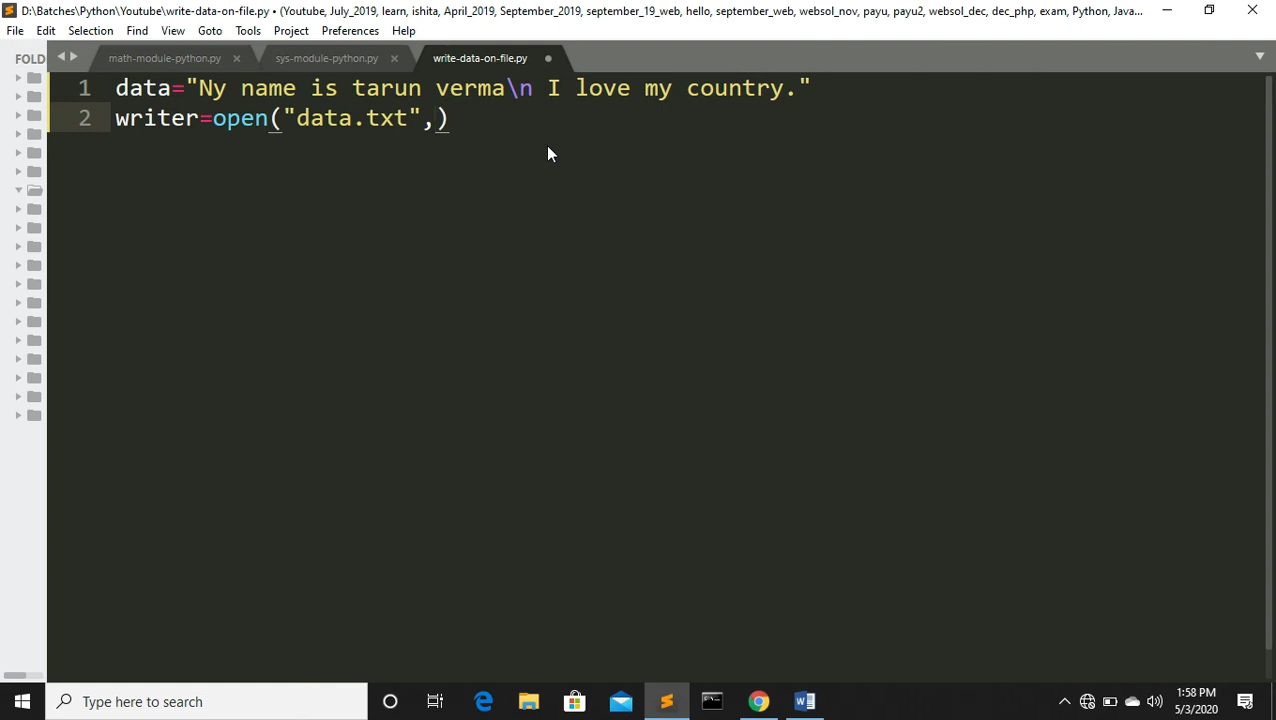 D:\Batches\Python\Youtube\write-data-on-file.py • (Youtube, July_2019, learn, ishita, April_2019, September_2019, september_19_web, hello, september_web, websol_nov, payu, payu2, websol_dec, dec_php, exam, Python, Java...
File Edit Selection Find View Goto Tools Project Preferences Help
FOLD
math-module-python.py × sys-module-python.py × write-data-on-file.py
1 data="Ny name is tarun verma\n I love my country."
2 writer=open("data.txt",)
Type here to search
1:58 PM
5/3/2020